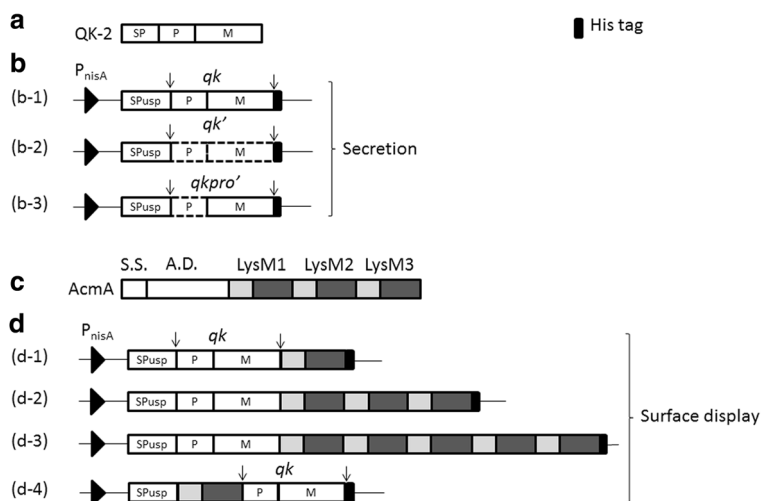 a
QK-2 SP P M
His tag
b
PnisA
qk
(b-1) SPusp P M
qk'
(b-2) SPusp P M
Secretion
qkpro'
(b-3) SPusp P M
c
S.S. A.D. LysM1 LysM2 LysM3
AcmA
d
PnisA
qk
(d-1) SPusp P M
(d-2) SPusp P M
Surface display
(d-3) SPusp P M
qk
(d-4) SPusp P M